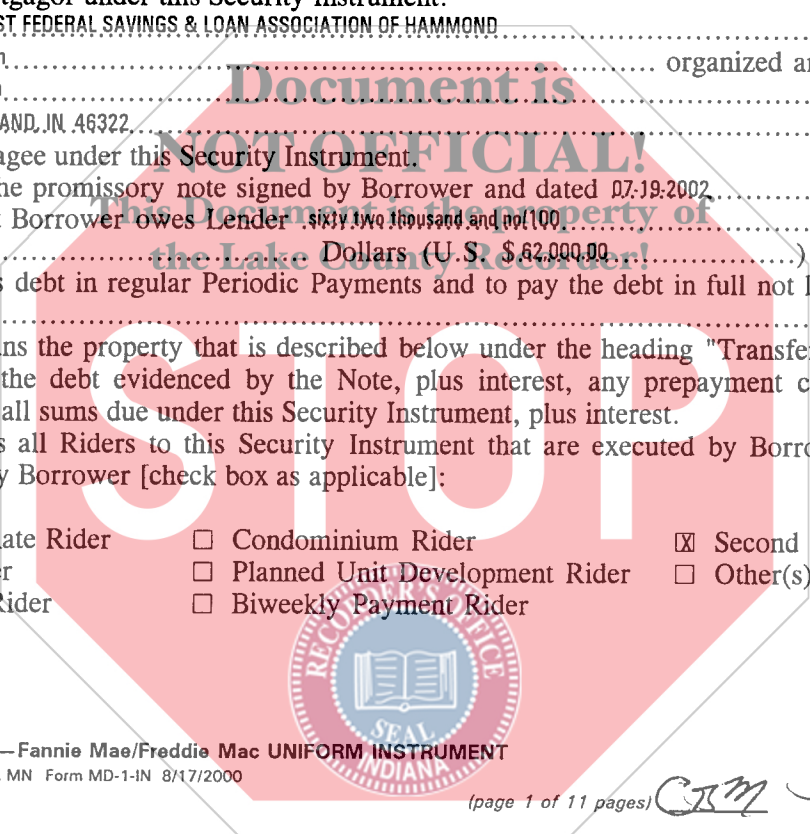 tgagor under this Security Instrument.
ST FEDERAL SAVINGS & LOAN ASSOCIATION OF HAMMOND
organized an
Document is
AND, IN 46322
NOT OFFICIAL!
agee under this Security Instrument.
he promissory note signed by Borrower and dated 07-19-2002
This Document is the property of
Borrower owes Lender sixty two thousand and no/100
the Lake County Recorder!
Dollars (U.S. $ 62,000.00 )
s debt in regular Periodic Payments and to pay the debt in full not l
ns the property that is described below under the heading "Transfe
the debt evidenced by the Note, plus interest, any prepayment c
all sums due under this Security Instrument, plus interest.
s all Riders to this Security Instrument that are executed by Borro
y Borrower [check box as applicable]:
STOP
ate Rider ☐ Condominium Rider ☒ Second
er ☐ Planned Unit Development Rider ☐ Other(s)
Rider ☐ Biweekly Payment Rider
RECORDER'S OFFICE
SEAL
INDIANA
—Fannie Mae/Freddie Mac UNIFORM INSTRUMENT
MN Form MD-1-IN 8/17/2000
(page 1 of 11 pages)